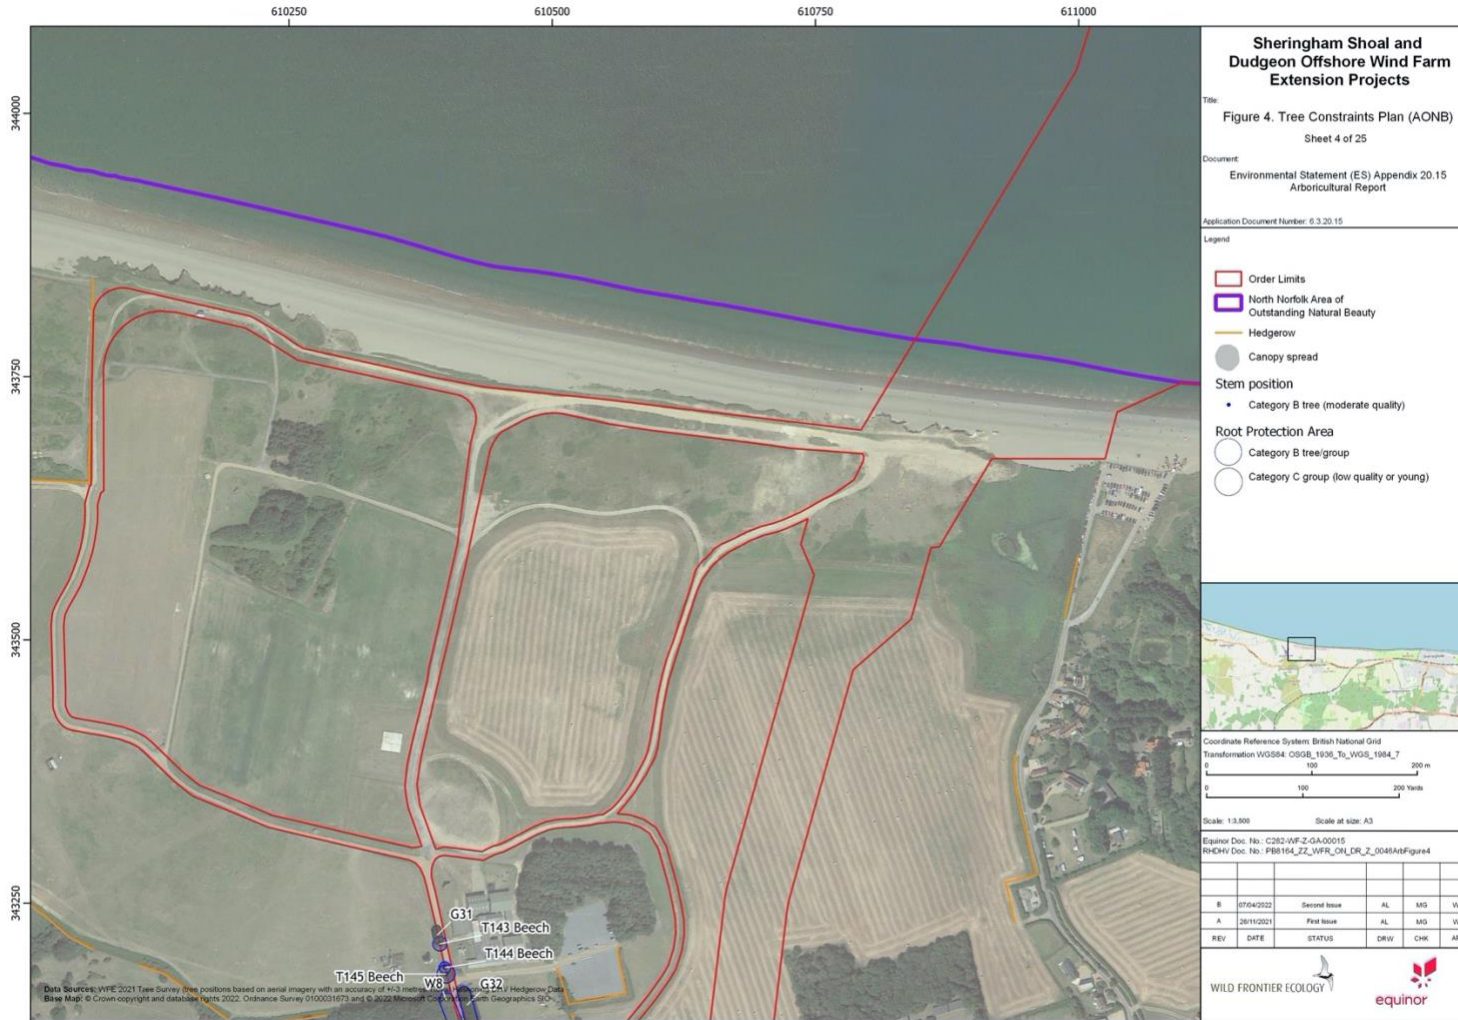 610250
610500
610750
611000
344000
343750
343500
343250
G31
T143 Beech
T144 Beech
T145 Beech
W8
G32
Data Sources: WFE 2021 Tree Survey (tree positions based on aerial imagery with an accuracy of +/-3 metres Hedgerow Data
Base Map: © Crown copyright and database rights 2022. Ordnance Survey 0100031673 and © 2022 Microsoft Corporation Earth Geographics SIO
Sheringham Shoal and
Dudgeon Offshore Wind Farm
Extension Projects
Title:
Figure 4. Tree Constraints Plan (AONB)
Sheet 4 of 25
Document:
Environmental Statement (ES) Appendix 20.15
Arboricultural Report
Application Document Number: 6.3.20.15
Legend
Order Limits
North Norfolk Area of
Outstanding Natural Beauty
Hedgerow
Canopy spread
Stem position
Category B tree (moderate quality)
Root Protection Area
Category B tree/group
Category C group (low quality or young)
Coordinate Reference System: British National Grid
Transformation WGS84: OSGB_1936_To_WGS_1984_7
0 100 200 m
0 100 200 Yards
Scale: 1:3,500 Scale at size: A3
Equinor Doc. No.: C282-WF-Z-GA-00015
RHDHV Doc. No.: PB8164_ZZ_WFR_ON_DR_Z_0046ArbFigure4
B 07/04/2022 Second Issue AL MG
A 26/11/2021 First Issue AL MG
REV DATE STATUS DRW CHK
WILD FRONTIER ECOLOGY
equinor